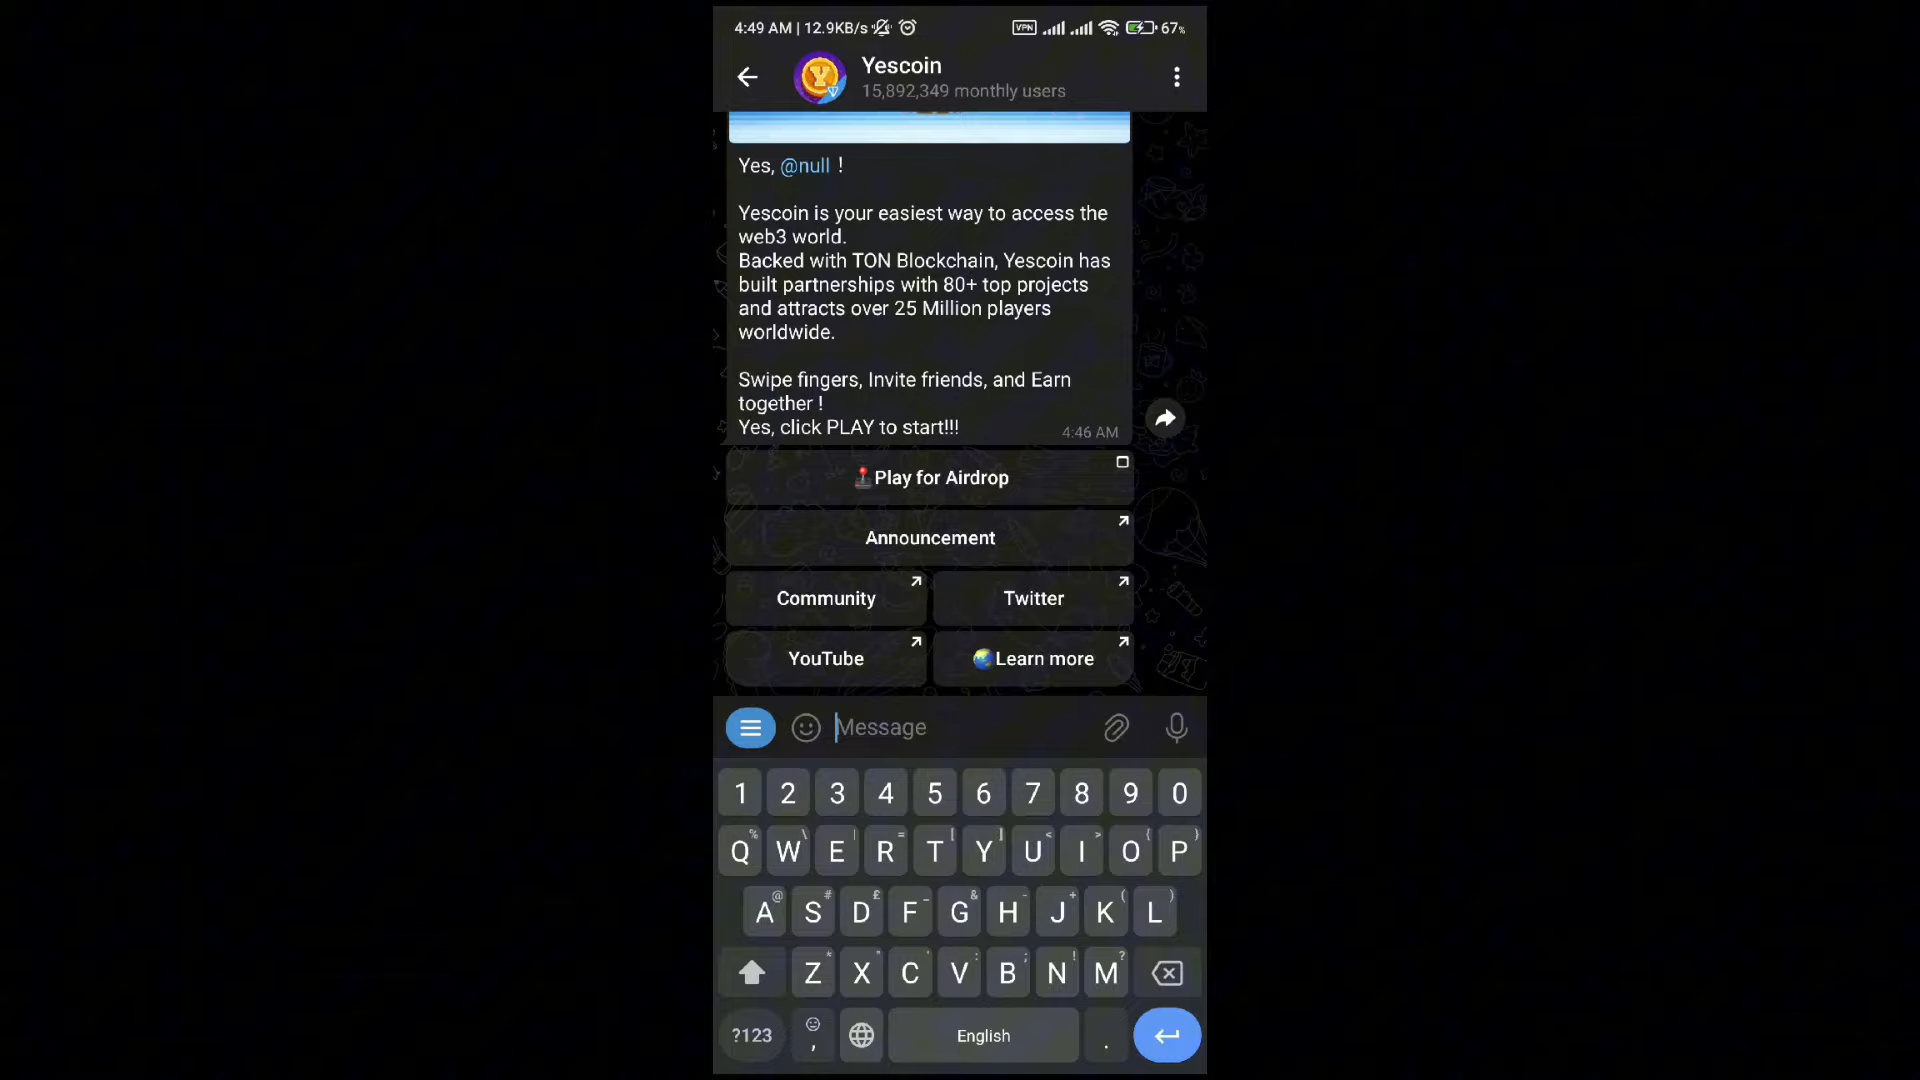 4:49 AM | 12.9KB/s
VPN
67%
Yescoin
15,892,349 monthly users
Yes, @null !
Yescoin is your easiest way to access the
web3 world.
Backed with TON Blockchain, Yescoin has
built partnerships with 80+ top projects
and attracts over 25 Million players
worldwide.
Swipe fingers, Invite friends, and Earn
together !
Yes, click PLAY to start!!!
4:46 AM
🕹️Play for Airdrop
Announcement
Community
Twitter
YouTube
🌏Learn more
Message
1 2 3 4 5 6 7 8 9 0
% \ | = [ ] < > { }
Q W E R T Y U I O P
@ # £ _ & - + ( )
A S D F G H J K L
* " ' : ; ! ?
Z X C V B N M
?123 , English .